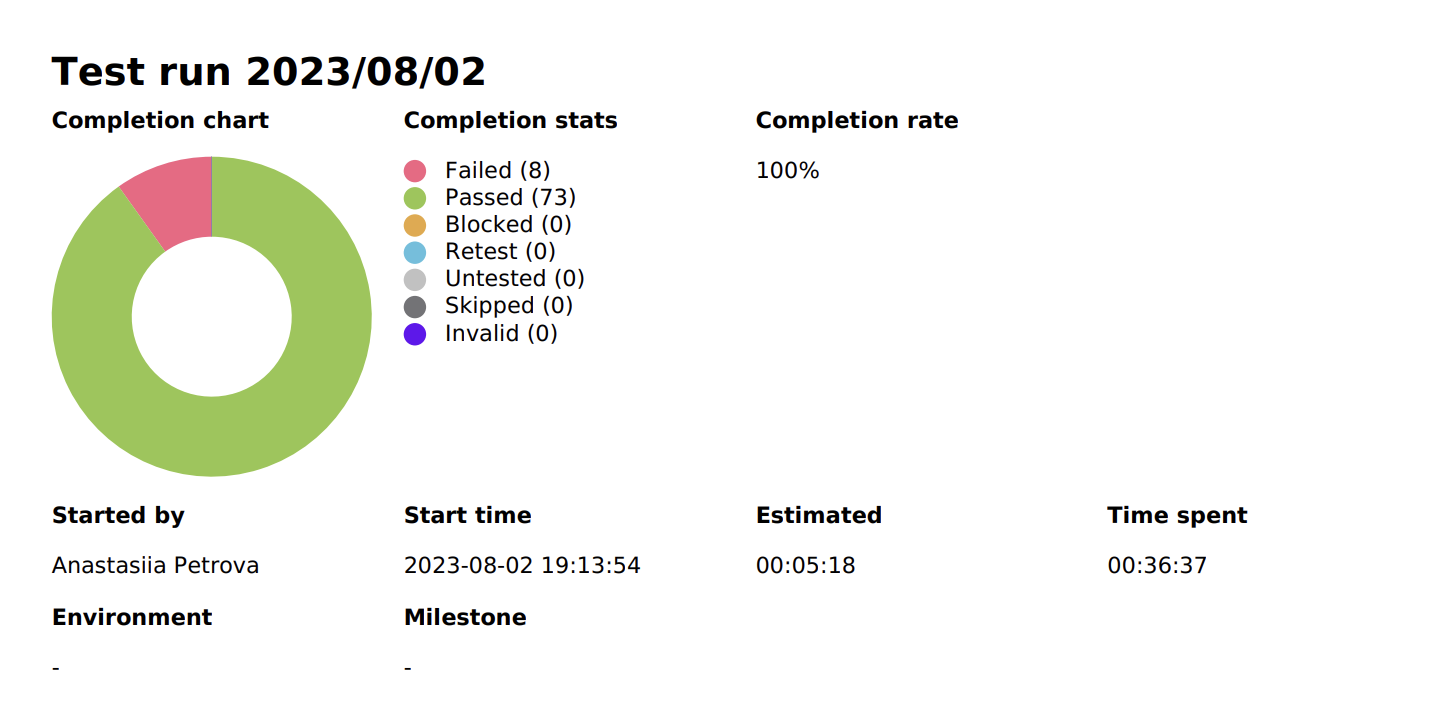 Test run 2023/08/02
Completion chart
Completion stats
Completion rate
Failed (8)
Passed (73)
Blocked (0)
Retest (0)
Untested (0)
Skipped (0)
Invalid (0)
100%
Started by
Start time
Estimated
Time spent
Anastasiia Petrova
2023-08-02 19:13:54
00:05:18
00:36:37
Environment
Milestone
-
-